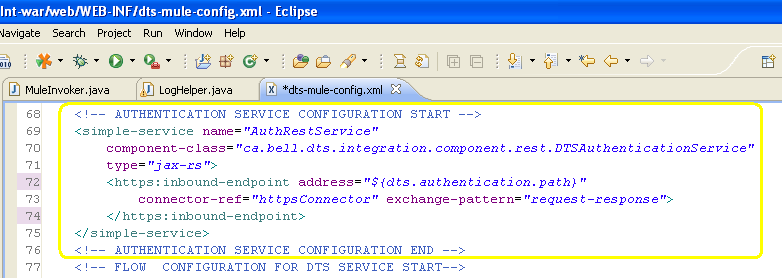 Int-war/web/WEB-INF/dts-mule-config.xml - Eclipse
Navigate Search Project Run Window Help
MuleInvoker.java LogHelper.java *dts-mule-config.xml
68 <!-- AUTHENTICATION SERVICE CONFIGURATION START -->
69 <simple-service name="AuthRestService"
70 component-class="ca.bell.dts.integration.component.rest.DTSAuthenticationService"
71 type="jax-rs">
72 <https:inbound-endpoint address="${dts.authentication.path}"
73 connector-ref="httpsConnector" exchange-pattern="request-response">
74 </https:inbound-endpoint>
75 </simple-service>
76 <!-- AUTHENTICATION SERVICE CONFIGURATION END -->
77 <!-- FLOW  CONFIGURATION FOR DTS SERVICE START-->